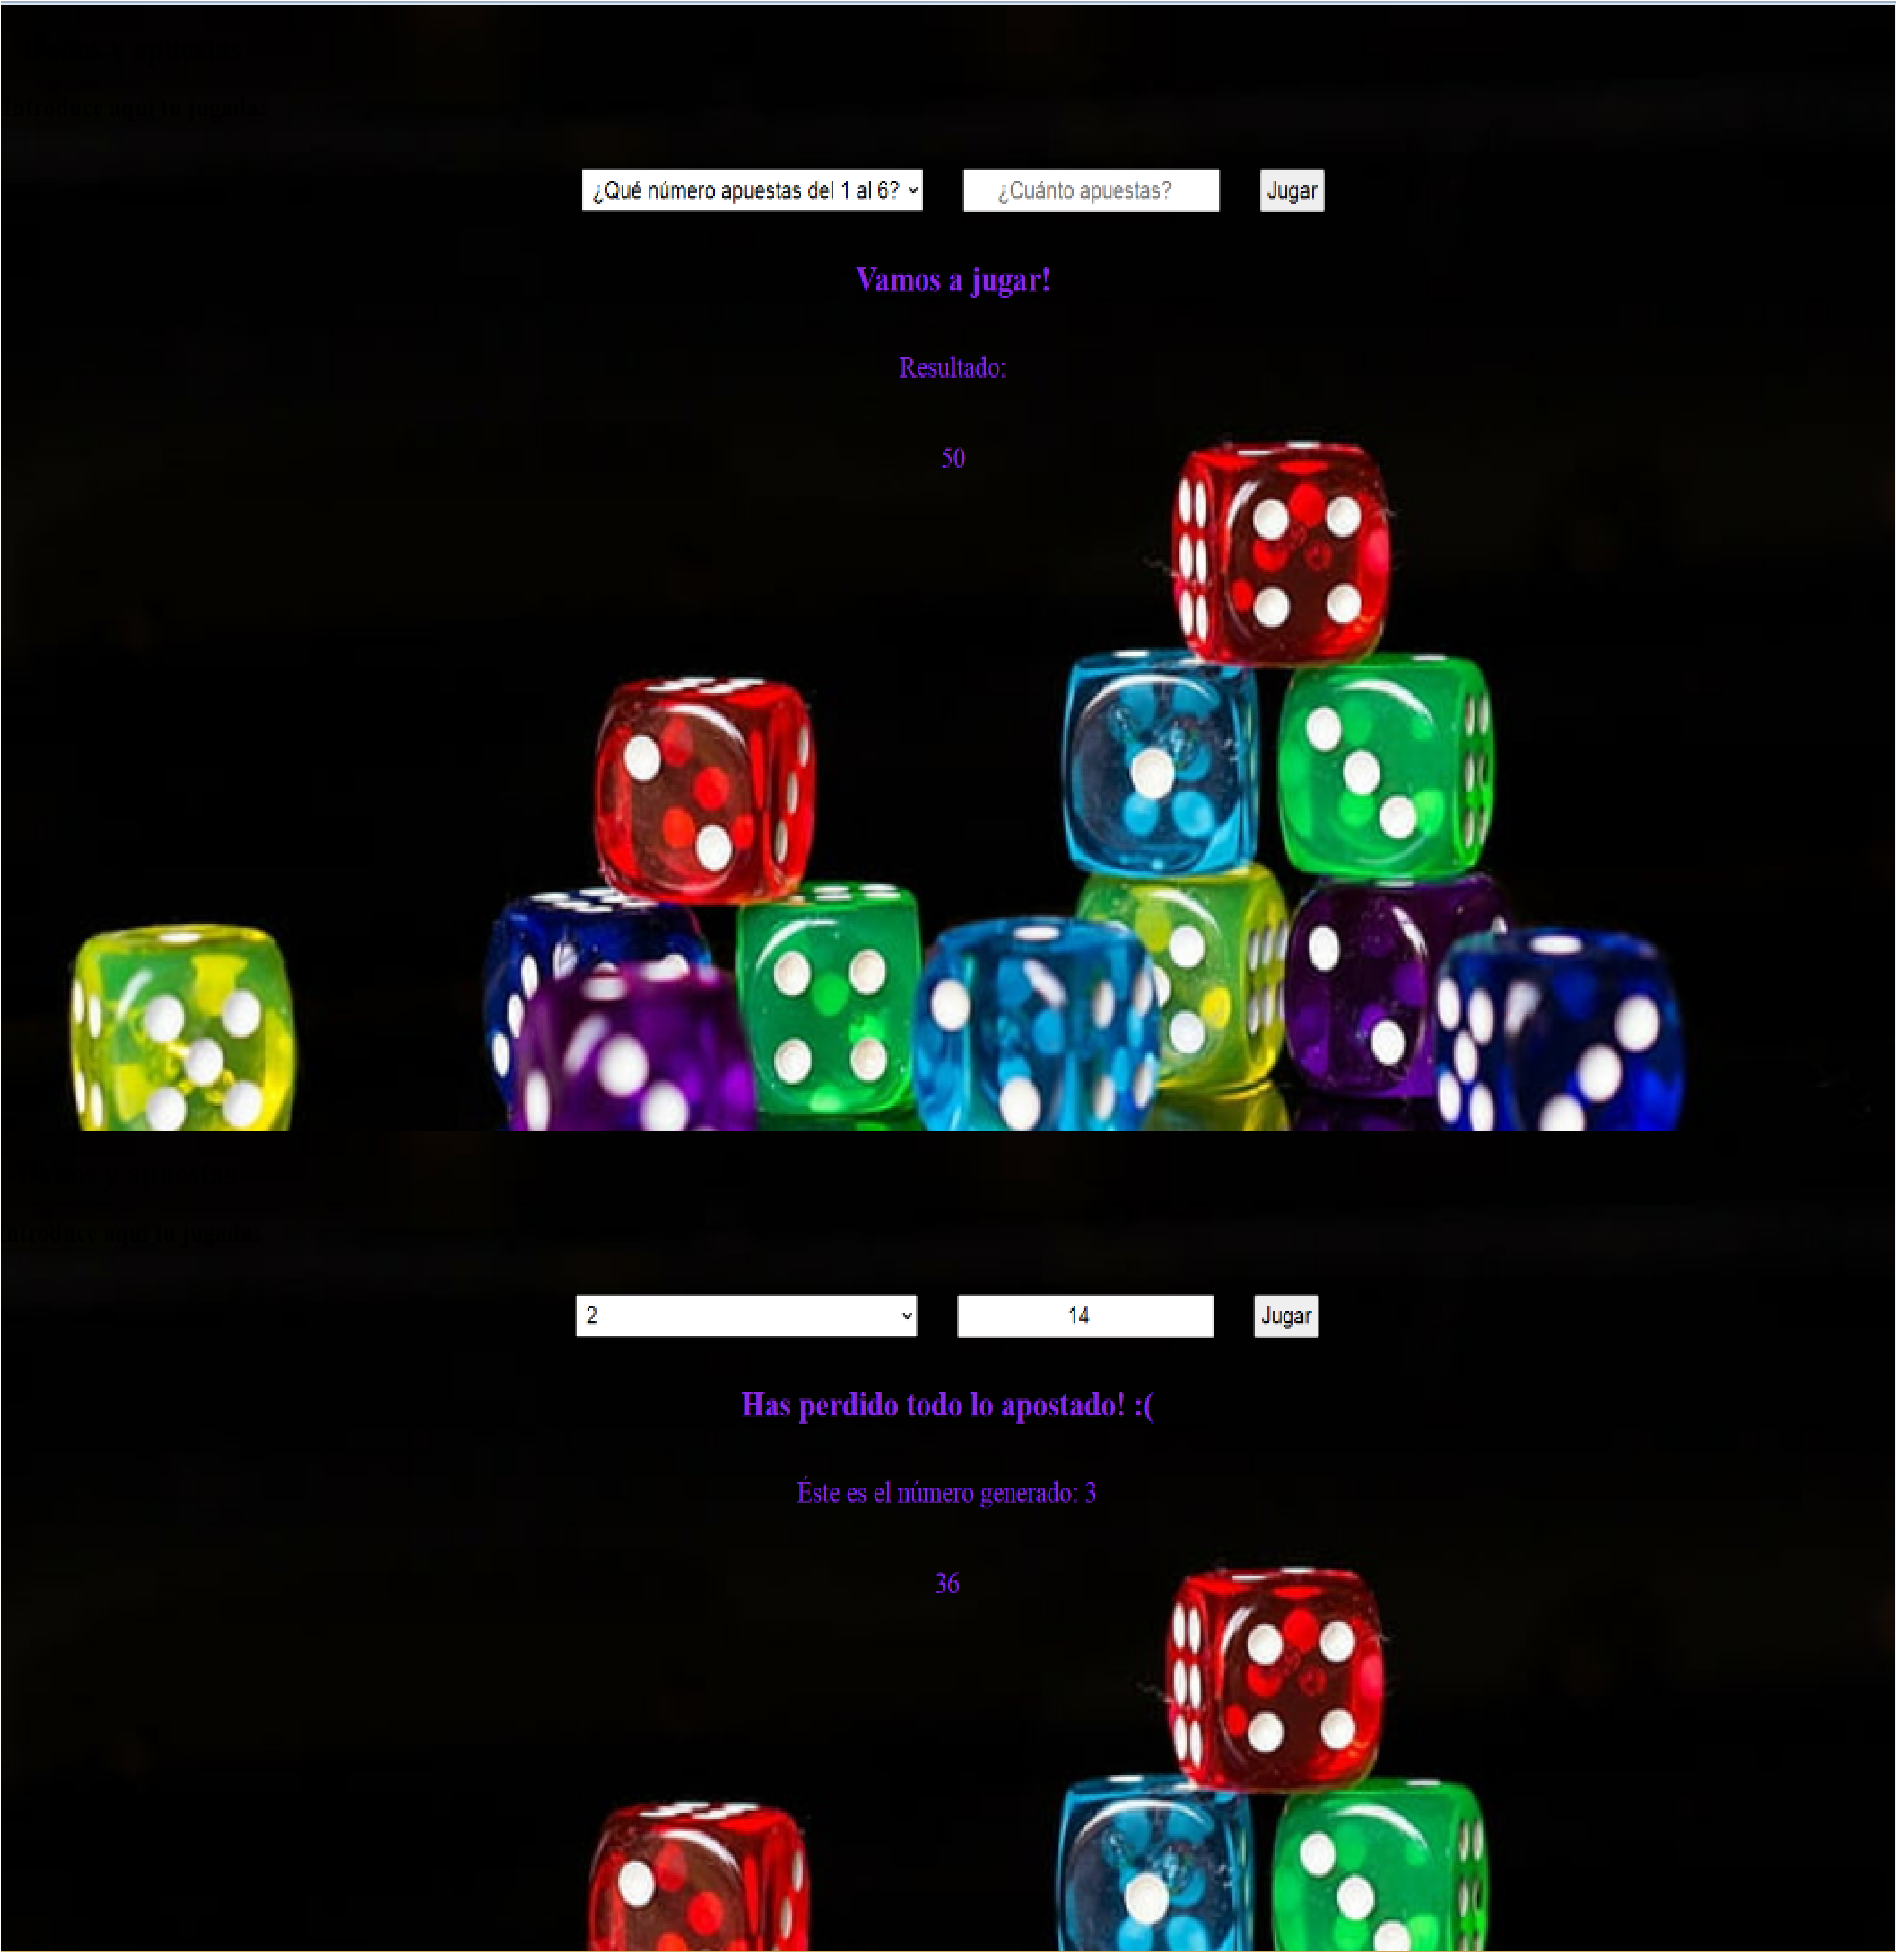 Introduce aquí tu jugada:
¿Qué número apuestas del 1 al 6? ¿Cuánto apuestas? Jugar
Vamos a jugar!
Resultado:
50
y apuestas
Introduce aquí tu jugada:
2 14 Jugar
Has perdido todo lo apostado! :(
Éste es el número generado: 3
36